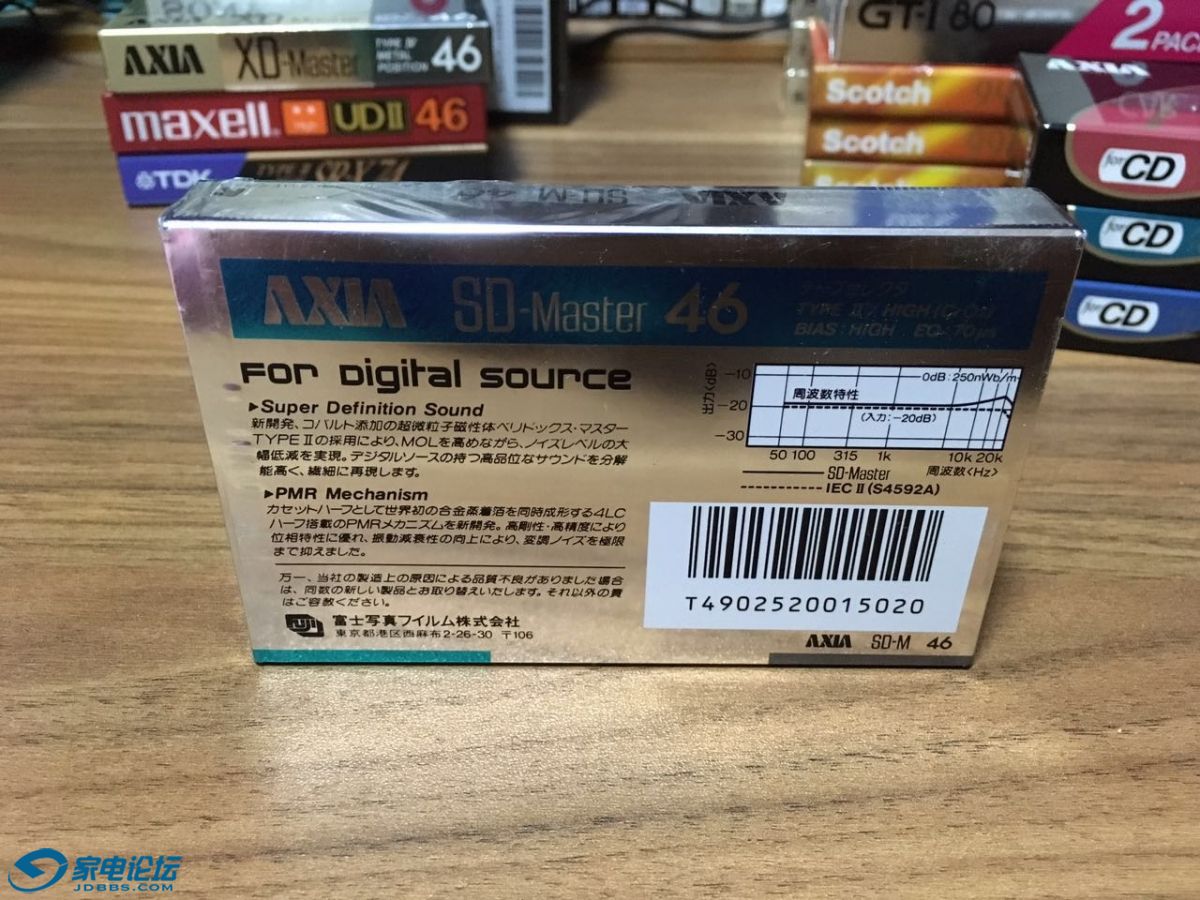 AXIA XD-Master TYPE IV METAL POSITION 46
maxell. UDII 46
TDK
GT-I 80
2 PACK
Scotch
Scotch
Scotch
AXIA
for CD
for CD
for CD
AXIA SD-M 46
AXIA SD-Master 46
テープセレクタ
TYPE II/HIGH(CrO2)
BIAS:HIGH EQ:70μs
For Digital source
▶Super Definition Sound
新開発、コバルト添加の超微粒子磁性体ベリドックス・マスター
TYPE IIの採用により、MOLを高めながら、ノイズレベルの大
幅低減を実現。デジタルソースの持つ高品位なサウンドを分解
能高く、繊細に再現します。
▶PMR Mechanism
カセットハーフとして世界初の合金蒸着箔を同時成形する4LC
ハーフ搭載のPMRメカニズムを新開発。高剛性・高精度により
位相特性に優れ、振動減衰性の向上により、変調ノイズを極限
まで抑えました。
万一、当社の製造上の原因による品質不良がありました場合
は、同数の新しい製品とお取り替えいたします。それ以外の責
はご容赦ください。
FUJI 富士写真フイルム株式会社
東京都港区西麻布2-26-30 〒106
出力<dB>
-10
-20
-30
0dB:250nWb/m
周波数特性
(入力:-20dB)
50 100 315 1k 10k 20k
周波数<Hz>
SD-Master
IEC II(S4592A)
T4902520015020
AXIA SD-M 46
家电论坛
JDBBS.COM